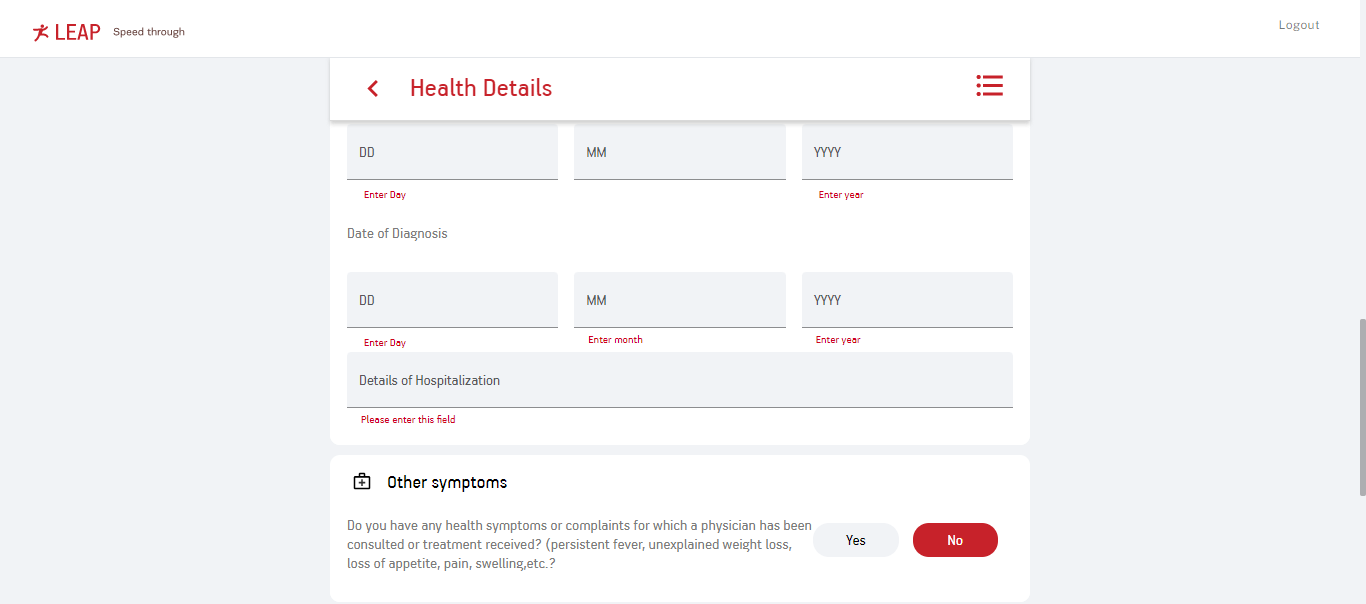 LEAP Speed through
Logout
Health Details
DD MM YYYY
Enter Day Enter year
Date of Diagnosis
DD MM YYYY
Enter Day Enter month Enter year
Details of Hospitalization
Please enter this field
Other symptoms
Do you have any health symptoms or complaints for which a physician has been
consulted or treatment received? (persistent fever, unexplained weight loss,
loss of appetite, pain, swelling,etc.?
Yes No